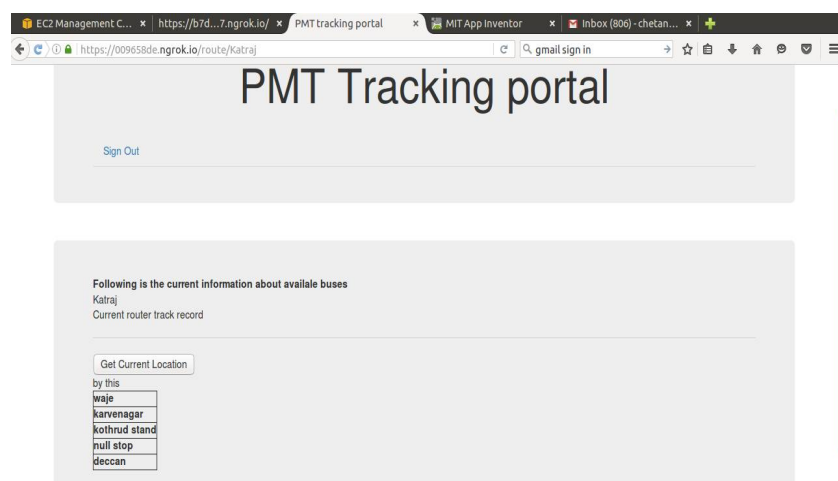 EC2 Management C... × https://b7d...7.ngrok.io/ × PMT tracking portal × MIT App Inventor × Inbox (806) - chetan... ×
https://009658de.ngrok.io/route/Katraj gmail sign in
PMT Tracking portal
Sign Out
Following is the current information about availale buses
Katraj
Current router track record
Get Current Location
by this
waje
karvenagar
kothrud stand
null stop
deccan